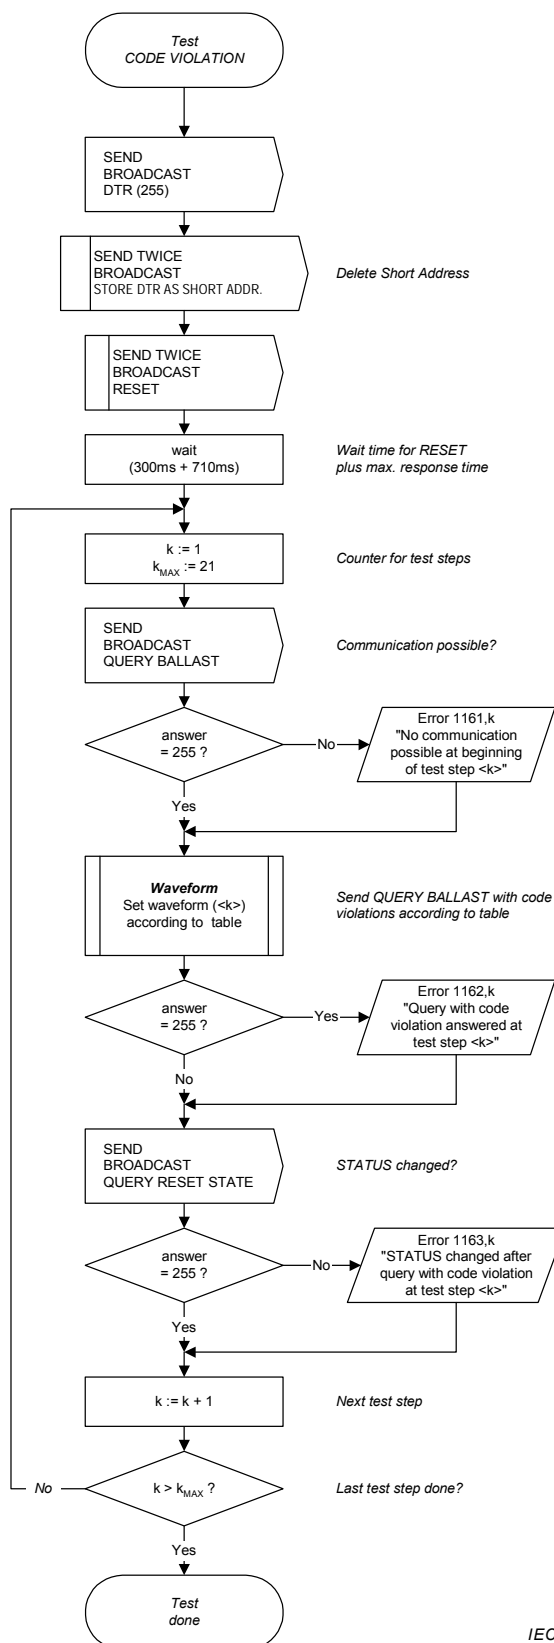 Test
CODE VIOLATION
SEND
BROADCAST
DTR (255)
SEND TWICE
BROADCAST
STORE DTR AS SHORT ADDR.
Delete Short Address
SEND TWICE
BROADCAST
RESET
wait
(300ms + 710ms)
Wait time for RESET
plus max. response time
k := 1
kMAX := 21
Counter for test steps
SEND
BROADCAST
QUERY BALLAST
Communication possible?
answer
= 255 ?
No
Error 1161,k
"No communication
possible at beginning
of test step <k>"
Yes
Waveform
Set waveform (<k>)
according to table
Send QUERY BALLAST with code
violations according to table
answer
= 255 ?
Yes
Error 1162,k
"Query with code
violation answered at
test step <k>"
No
SEND
BROADCAST
QUERY RESET STATE
STATUS changed?
answer
= 255 ?
No
Error 1163,k
"STATUS changed after
query with code violation
at test step <k>"
Yes
k := k + 1
Next test step
No
k > kMAX ?
Last test step done?
Yes
Test
done
IEC